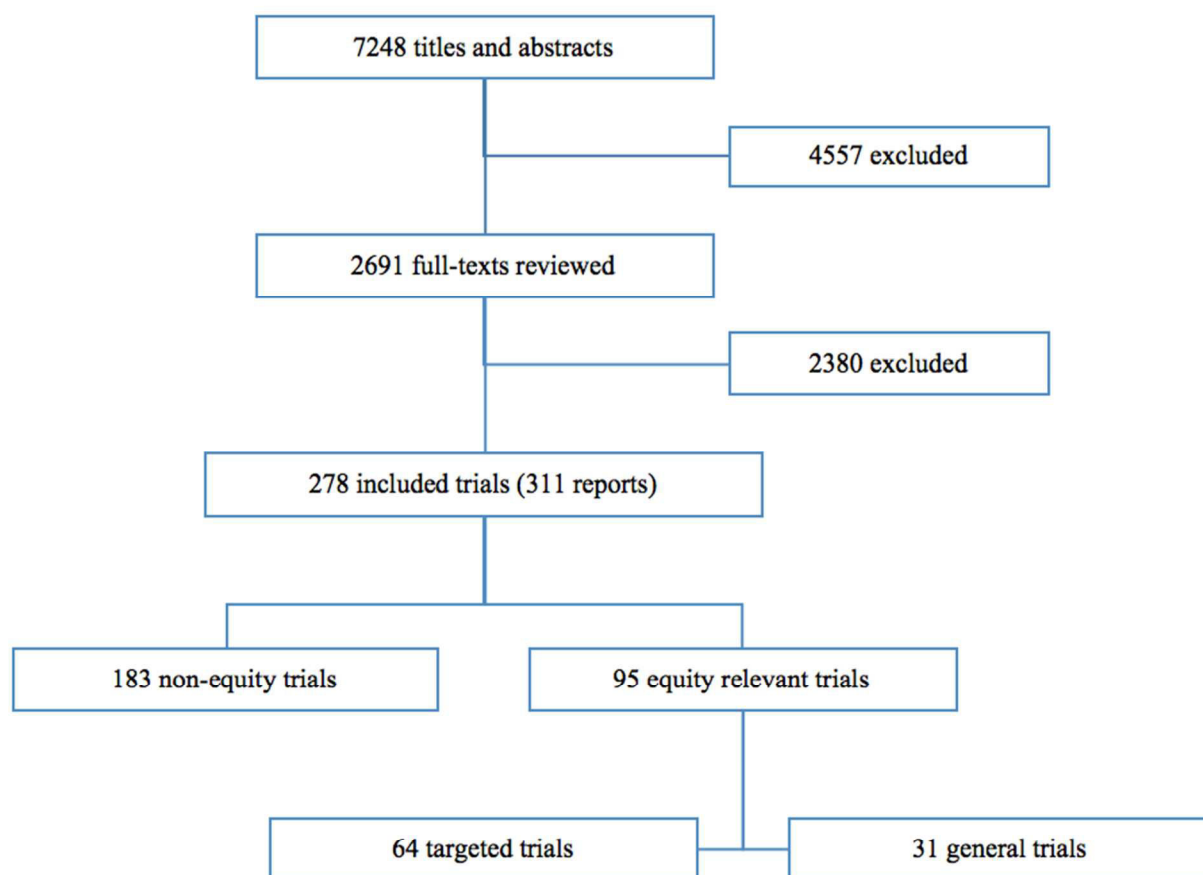 7248 titles and abstracts
4557 excluded
2691 full-texts reviewed
2380 excluded
278 included trials (311 reports)
183 non-equity trials
95 equity relevant trials
64 targeted trials
31 general trials